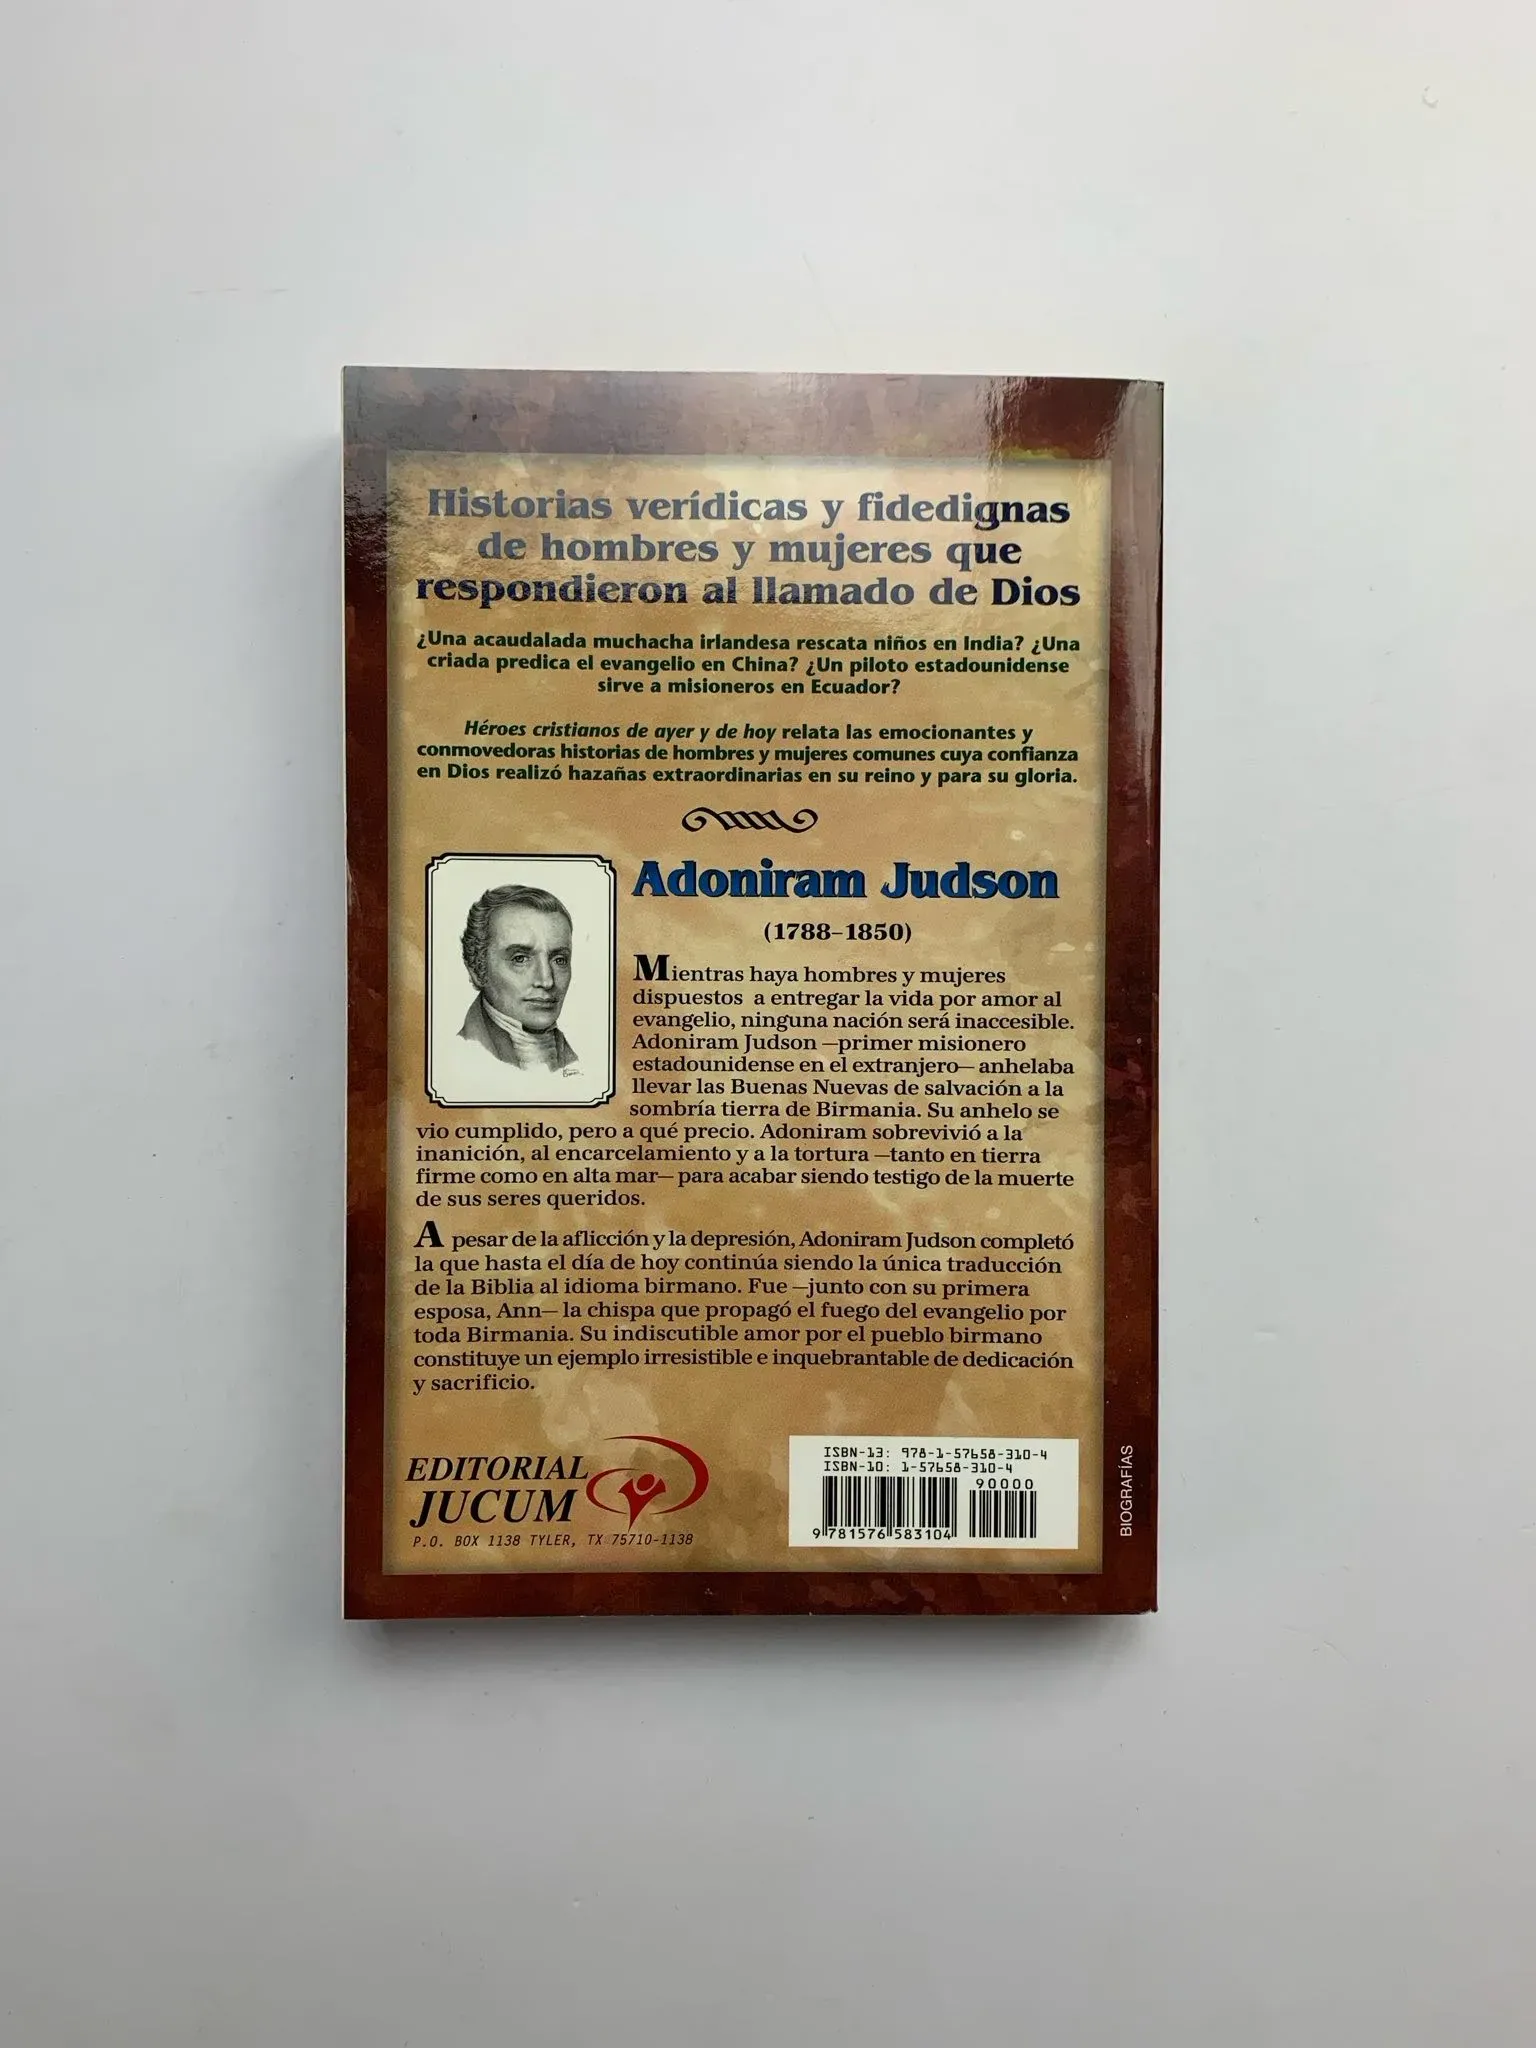 Historias verídicas y fidedignas
de hombres y mujeres que
respondieron al llamado de Dios
¿Una acaudalada muchacha irlandesa rescata niños en India? ¿Una
criada predica el evangelio en China? ¿Un piloto estadounidense
sirve a misioneros en Ecuador?
Héroes cristianos de ayer y de hoy relata las emocionantes y
conmovedoras historias de hombres y mujeres comunes cuya confianza
en Dios realizó hazañas extraordinarias en su reino y para su gloria.
Adoniram Judson
(1788–1850)
Mientras haya hombres y mujeres
dispuestos a entregar la vida por amor al
evangelio, ninguna nación será inaccesible.
Adoniram Judson —primer misionero
estadounidense en el extranjero— anhelaba
llevar las Buenas Nuevas de salvación a la
sombría tierra de Birmania. Su anhelo se
vio cumplido, pero a qué precio. Adoniram sobrevivió a la
inanición, al encarcelamiento y a la tortura —tanto en tierra
firme como en alta mar— para acabar siendo testigo de la muerte
de sus seres queridos.
A pesar de la aflicción y la depresión, Adoniram Judson completó
la que hasta el día de hoy continúa siendo la única traducción
de la Biblia al idioma birmano. Fue —junto con su primera
esposa, Ann— la chispa que propagó el fuego del evangelio por
toda Birmania. Su indiscutible amor por el pueblo birmano
constituye un ejemplo irresistible e inquebrantable de dedicación
y sacrificio.
EDITORIAL
JUCUM
P.O. BOX 1138 TYLER, TX 75710-1138
ISBN-13: 978-1-57658-310-4
ISBN-10: 1-57658-310-4
90000
9 781576 583104
BIOGRAFÍAS